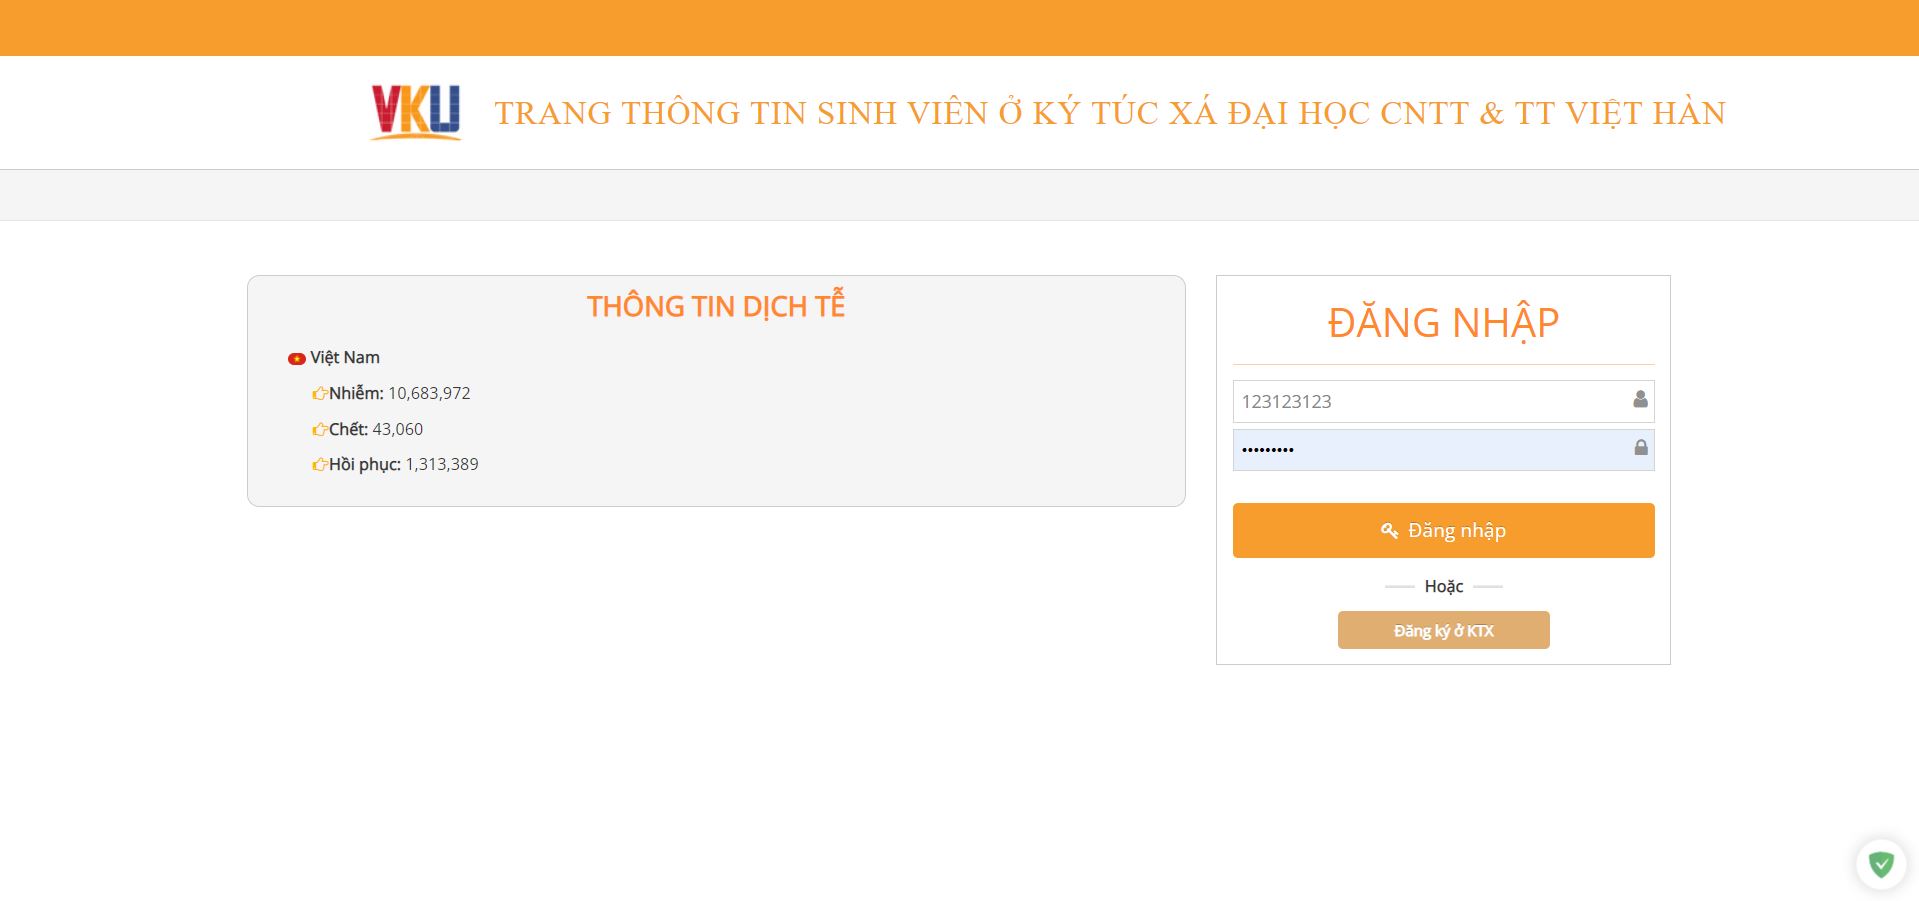 VKU
TRANG THÔNG TIN SINH VIÊN Ở KÝ TÚC XÁ ĐẠI HỌC CNTT & TT VIỆT HÀN
THÔNG TIN DỊCH TỄ
Việt Nam
Nhiễm: 10,683,972
Chết: 43,060
Hồi phục: 1,313,389
ĐĂNG NHẬP
123123123
•••••••••
Đăng nhập
Hoặc
Đăng ký ở KTX